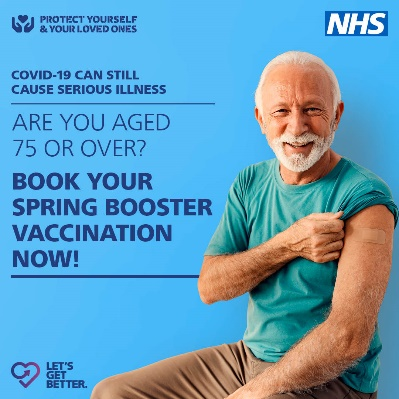 PROTECT YOURSELF
& YOUR LOVED ONES
NHS
COVID-19 CAN STILL
CAUSE SERIOUS ILLNESS
ARE YOU AGED
75 OR OVER?
BOOK YOUR
SPRING BOOSTER
VACCINATION
NOW!
LET'S
GET
BETTER.